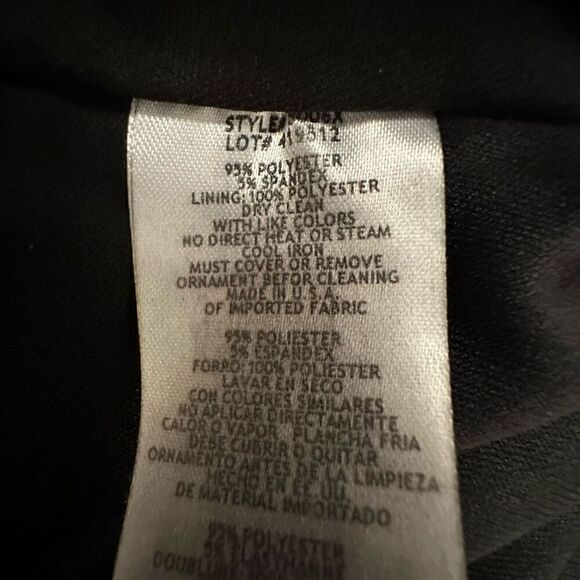 STYLE#
LOT#
95% POLYESTER
5% SPANDEX
LINING: 100% POLYESTER
DRY CLEAN
WITH LIKE COLORS
NO DIRECT HEAT OR STEAM
COOL IRON
MUST COVER OR REMOVE
ORNAMENT BEFOR CLEANING
MADE IN U.S.A.
OF IMPORTED FABRIC
95% POLIESTER
5% ESPANDEX
FORRO: 100% POLIESTER
LAVAR EN SECO
CON COLORES SIMILARES
NO APLICAR DIRECTAMENTE
CALOR O VAPOR. PLANCHA FRIA
DEBE CUBRIR O QUITAR
ORNAMENTO ANTES DE LA LIMPIEZA
HECHO EN EE.UU.
DE MATERIAL IMPORTADO
95% POLYESTER